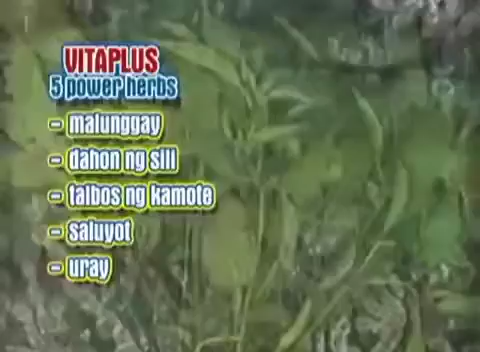 VITAPLUS
5 power herbs
- malunggay
- dahon ng sili
- talbos ng kamote
- saluyot
- uray